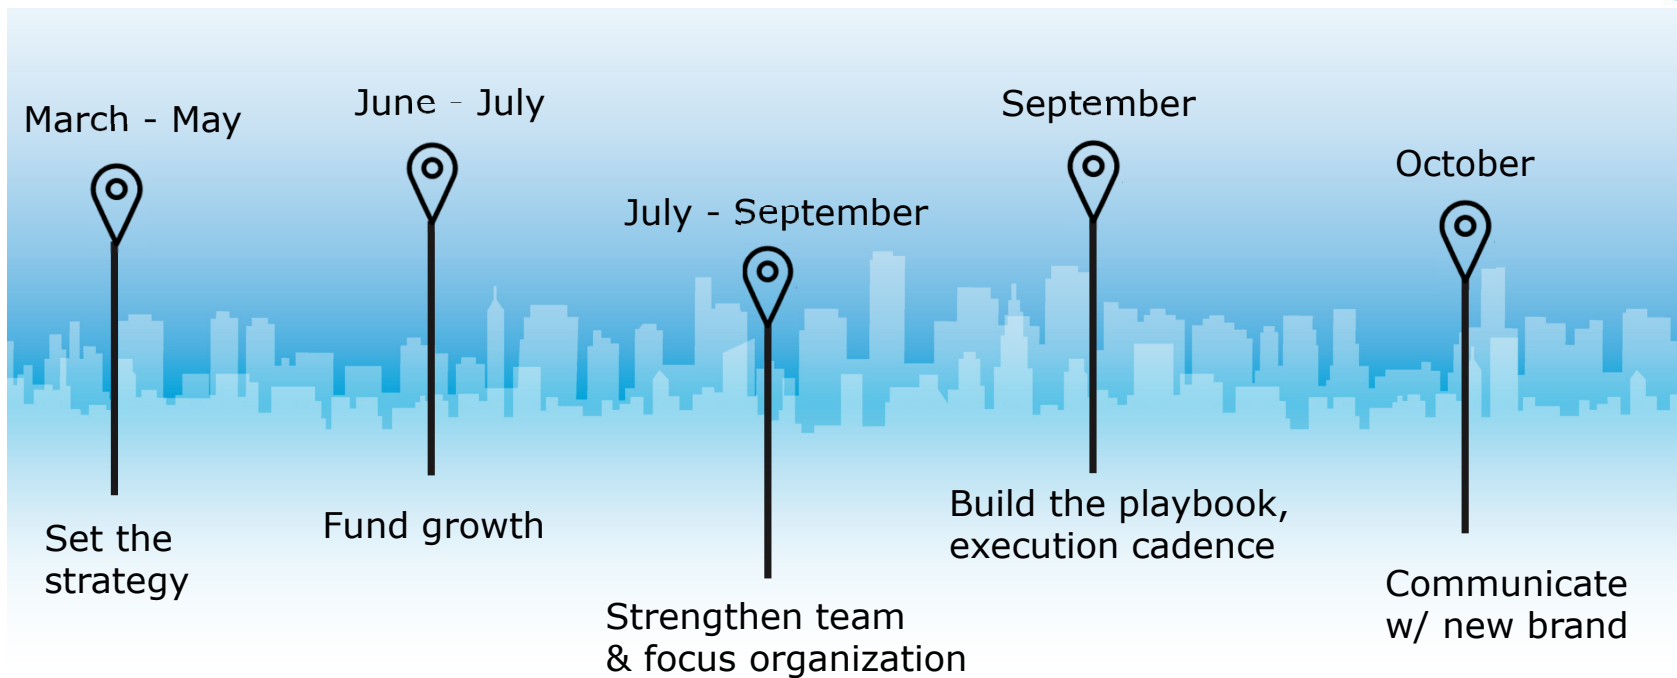 March - May
Set the
strategy
June - July
Fund growth
July - September
Strengthen team
& focus organization
September
Build the playbook,
execution cadence
October
Communicate
w/ new brand